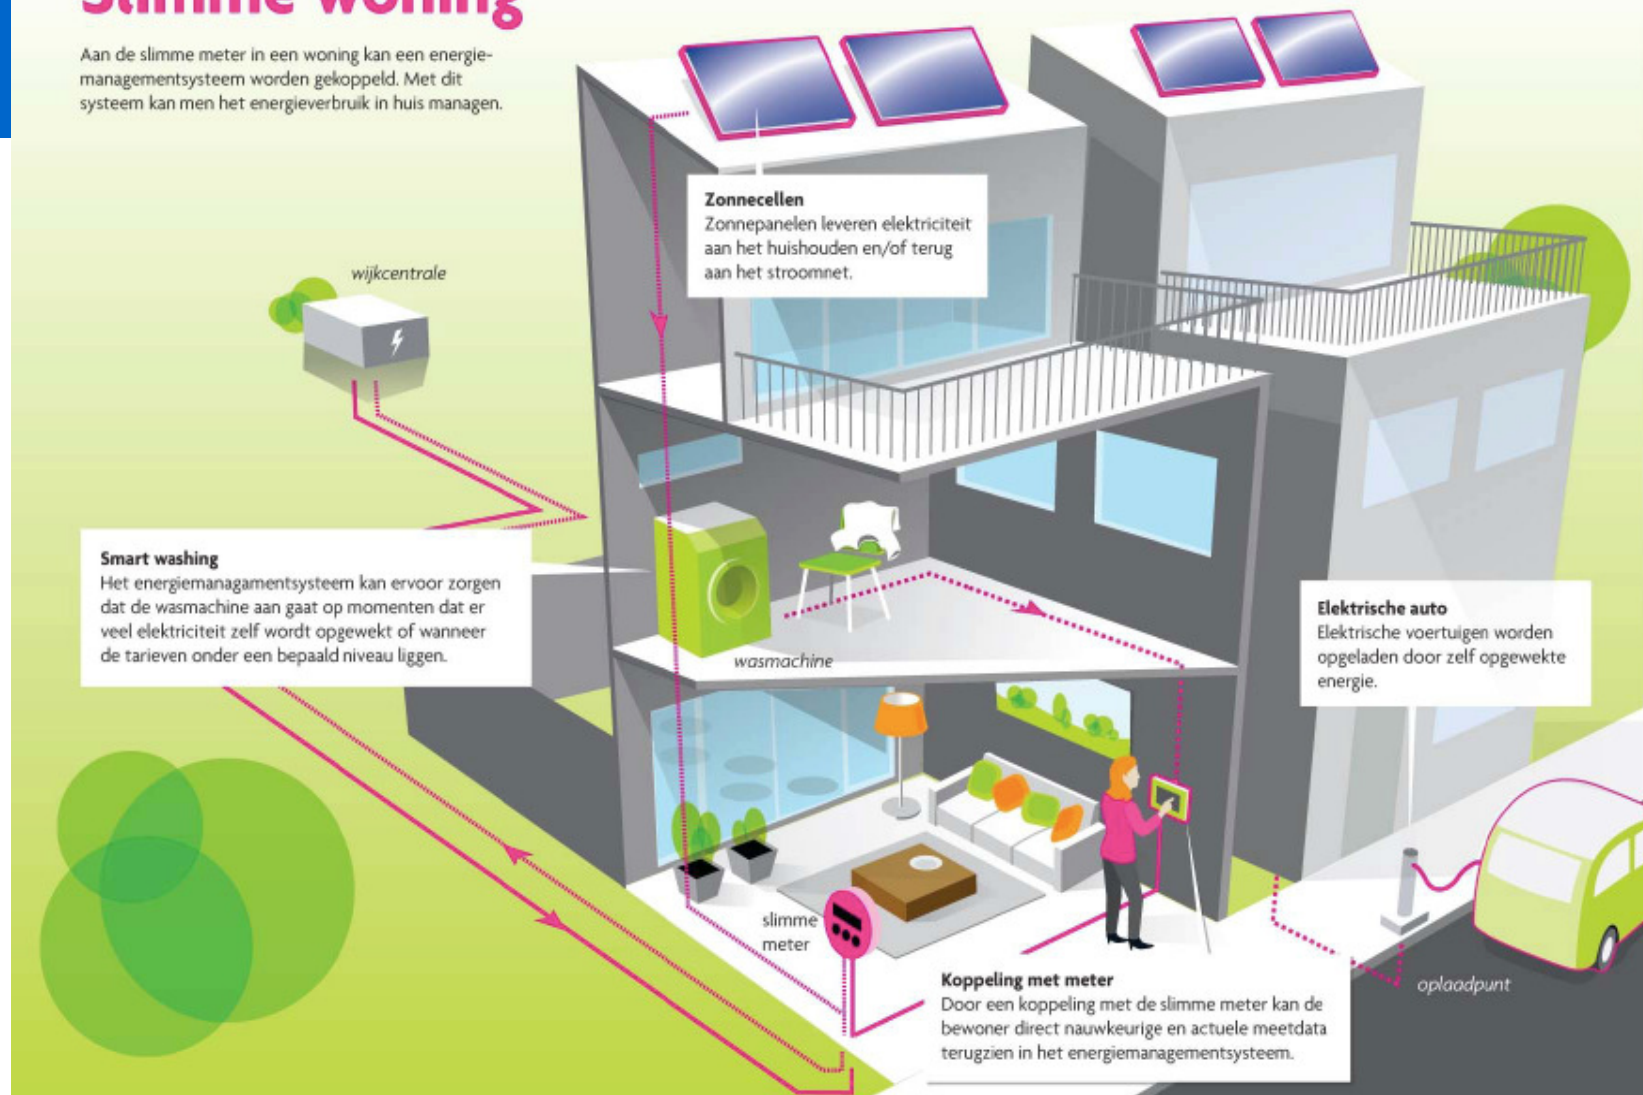 Slimme woning
Aan de slimme meter in een woning kan een energie-
managementsysteem worden gekoppeld. Met dit
systeem kan men het energieverbruik in huis managen.
Zonnecellen
Zonnepanelen leveren elektriciteit
aan het huishouden en/of terug
aan het stroomnet.
wijkcentrale
Smart washing
Het energiemanagamentsysteem kan ervoor zorgen
dat de wasmachine aan gaat op momenten dat er
veel elektriciteit zelf wordt opgewekt of wanneer
de tarieven onder een bepaald niveau liggen.
wasmachine
Elektrische auto
Elektrische voertuigen worden
opgeladen door zelf opgewekte
energie.
slimme
meter
Koppeling met meter
Door een koppeling met de slimme meter kan de
bewoner direct nauwkeurige en actuele meetdata
terugzien in het energiemanagementsysteem.
oplaadpunt